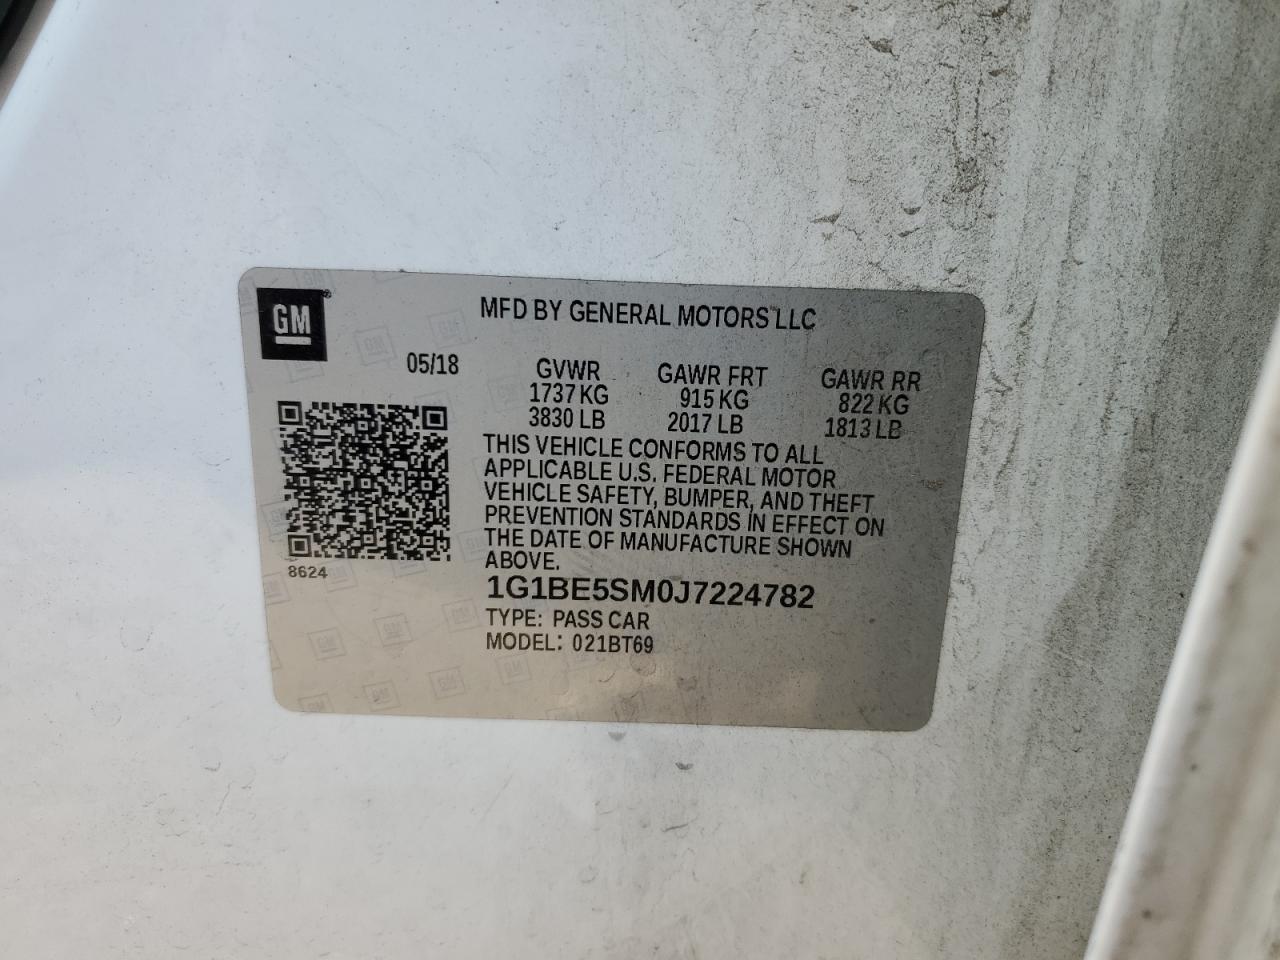 GM®
MFD BY GENERAL MOTORS LLC
05/18
GVWR GAWR FRT GAWR RR
1737 KG 915 KG 822 KG
3830 LB 2017 LB 1813 LB
THIS VEHICLE CONFORMS TO ALL
APPLICABLE U.S. FEDERAL MOTOR
VEHICLE SAFETY, BUMPER, AND THEFT
PREVENTION STANDARDS IN EFFECT ON
THE DATE OF MANUFACTURE SHOWN
ABOVE.
8624
1G1BE5SM0J7224782
TYPE: PASS CAR
MODEL: 021BT69